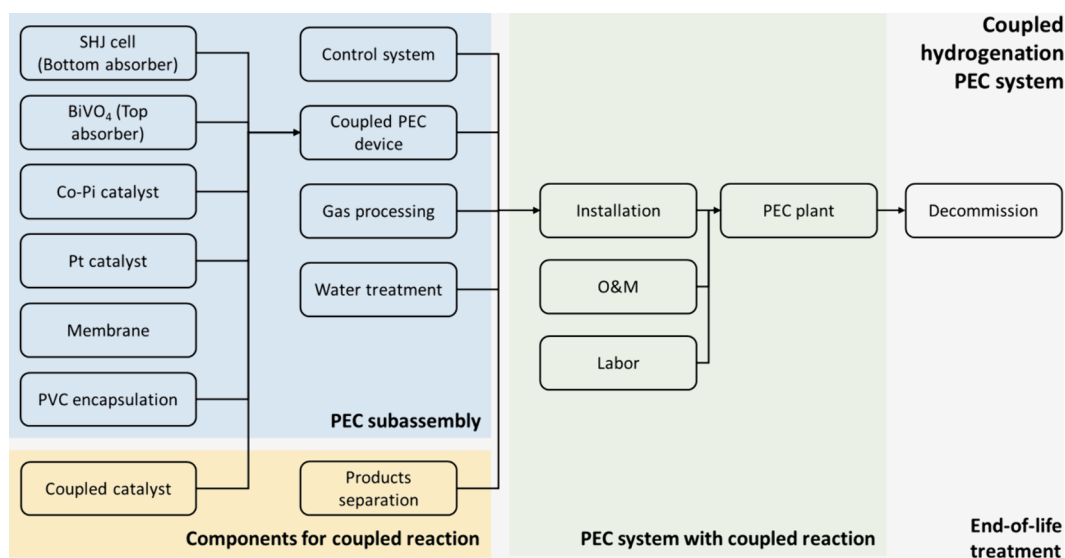 Coupled
hydrogenation
PEC system
SHJ cell
(Bottom absorber)
BiVO₄ (Top
absorber)
Co-Pi catalyst
Pt catalyst
Membrane
PVC encapsulation
Control system
Coupled PEC
device
Gas processing
Water treatment
PEC subassembly
Coupled catalyst
Products
separation
Components for coupled reaction
Installation
O&M
Labor
PEC plant
PEC system with coupled reaction
Decommission
End-of-life
treatment